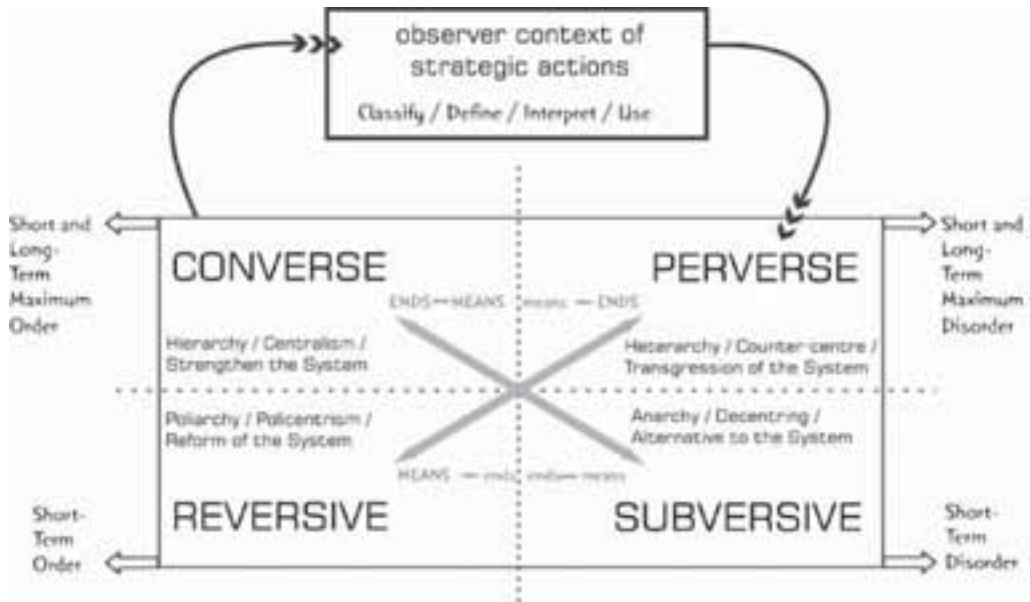 observer context of
strategic actions
Classify / Define / Interpret / Use
Short and
Long-
Term
Maximum
Order
Short and
Long-
Term
Maximum
Disorder
CONVERSE
PERVERSE
ENDS — MEANS
means — ENDS
Hierarchy / Centralism /
Strengthen the System
Heterarchy / Counter-centre /
Transgression of the System
Poliarchy / Policentrism /
Reform of the System
Anarchy / Decentring /
Alternative to the System
MEANS — ends
ends — means
REVERSIVE
SUBVERSIVE
Short-
Term
Order
Short-
Term
Disorder